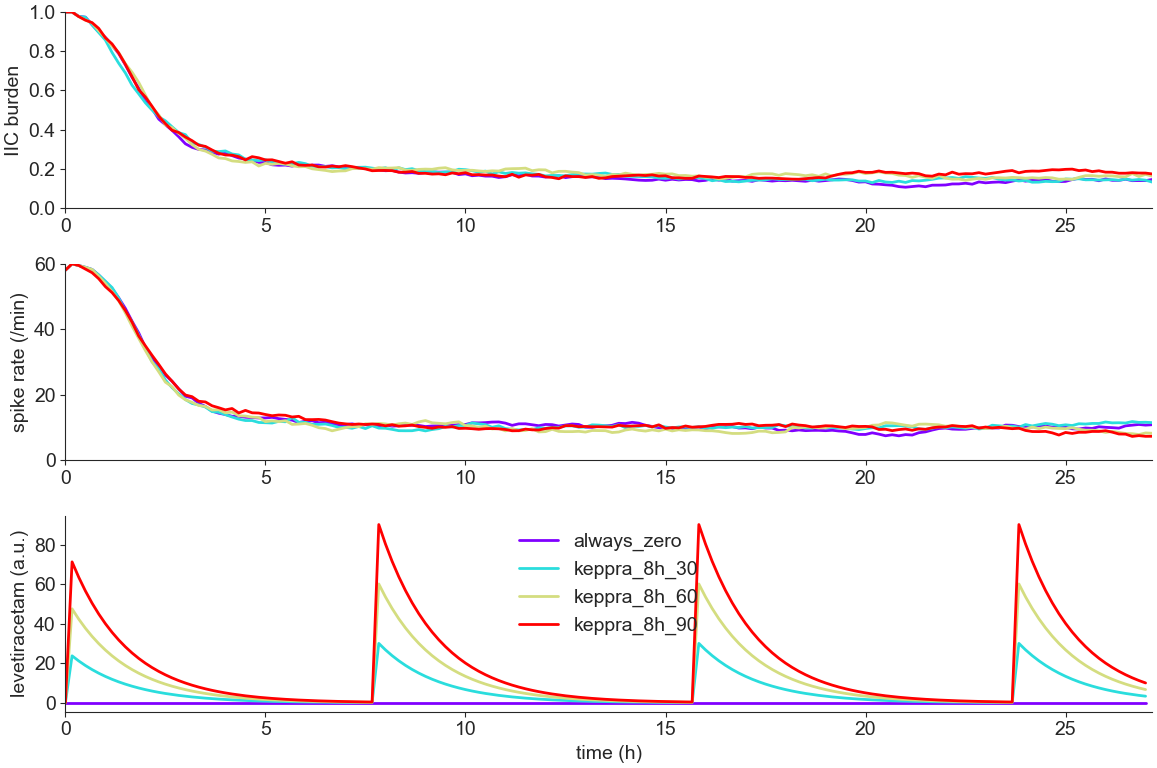 IIC burden
1.0
0.8
0.6
0.4
0.2
0.0
0 5 10 15 20 25
spike rate (/min)
60
40
20
0
0 5 10 15 20 25
levetiracetam (a.u.)
80
60
40
20
0
always_zero
keppra_8h_30
keppra_8h_60
keppra_8h_90
0 5 10 15 20 25
time (h)